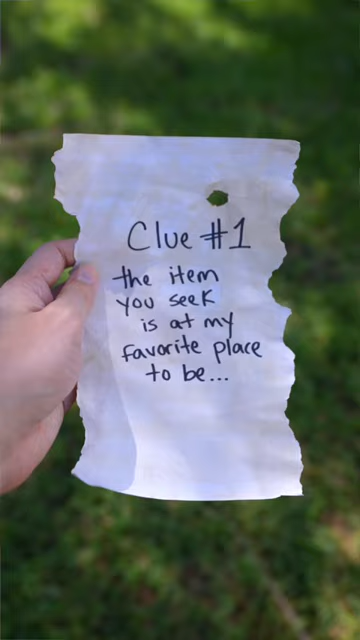 Clue #1
the item
you seek
is at my
favorite place
to be...